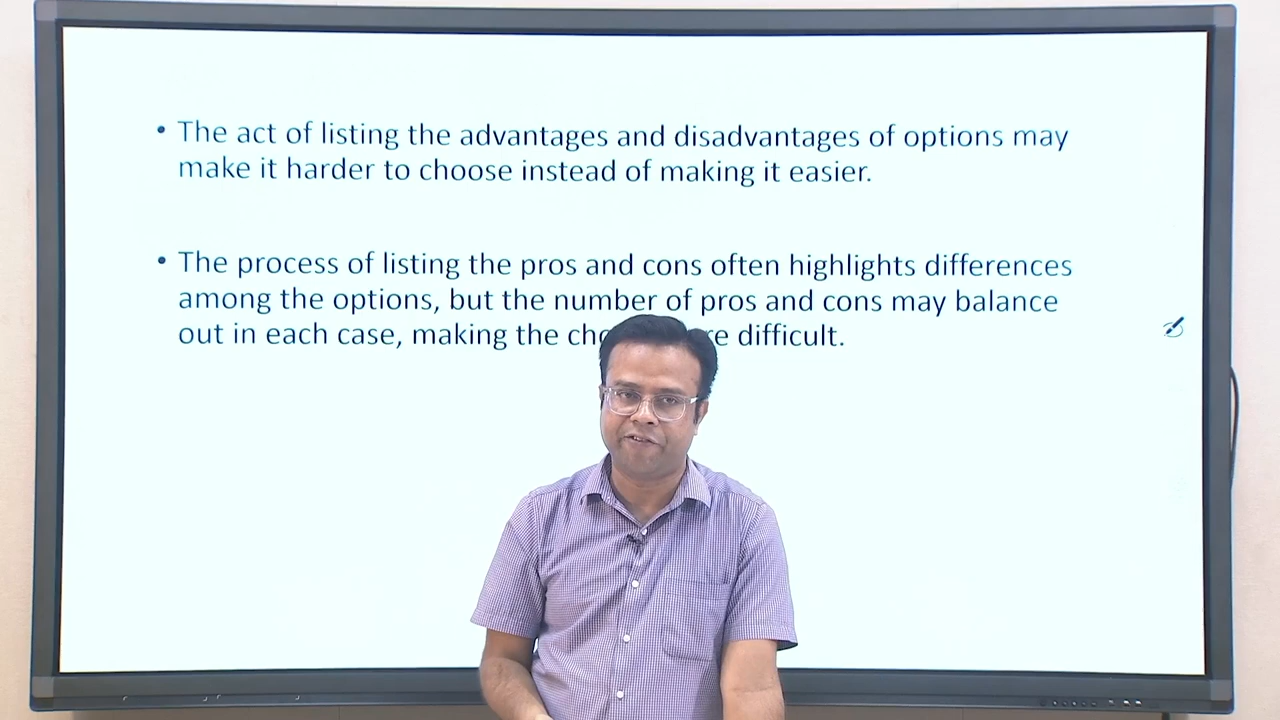 • The act of listing the advantages and disadvantages of options may
make it harder to choose instead of making it easier.
• The process of listing the pros and cons often highlights differences
among the options, but the number of pros and cons may balance
out in each case, making the difficult.